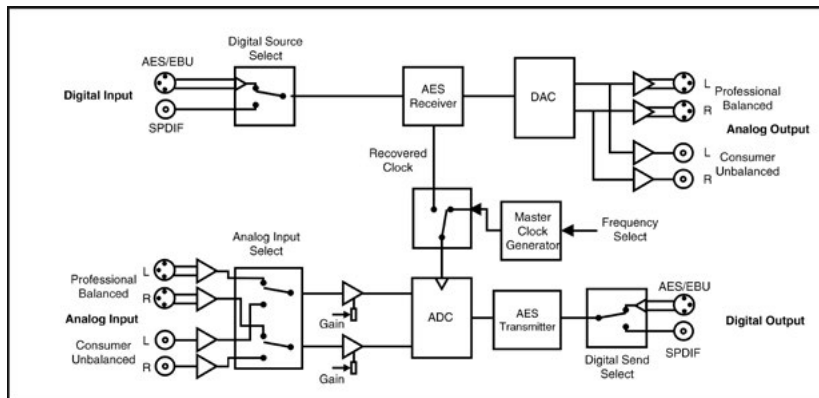 Digital Source
Select
AES/EBU
Digital Input
SPDIF
AES
Receiver
DAC
L
R
Professional
Balanced
Analog Output
L
R
Consumer
Unbalanced
Recovered
Clock
Master
Clock
Generator
Frequency
Select
Analog Input
Select
Professional
Balanced
L
R
Analog Input
Consumer
Unbalanced
L
R
Gain
Gain
ADC
AES
Transmitter
AES/EBU
Digital Output
SPDIF
Digital Send
Select